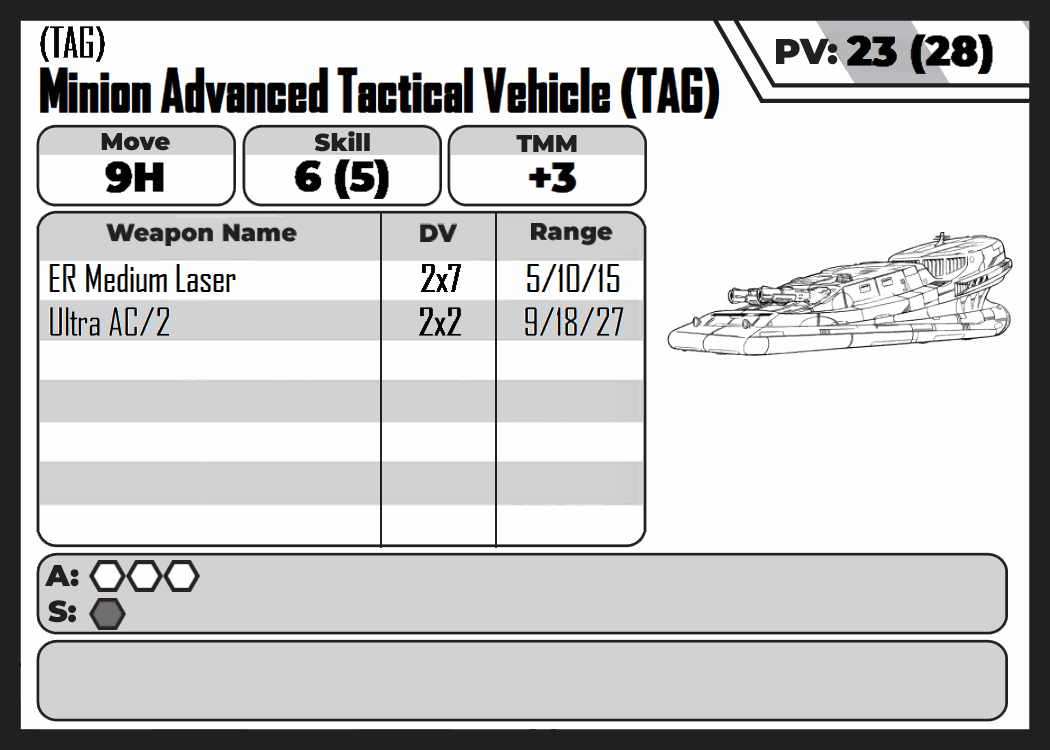 (TAG)
Minion Advanced Tactical Vehicle (TAG)
PV: 23 (28)
Move Skill TMM
9H 6 (5) +3
Weapon Name DV Range
ER Medium Laser 2x7 5/10/15
Ultra AC/2 2x2 9/18/27
A:
S: